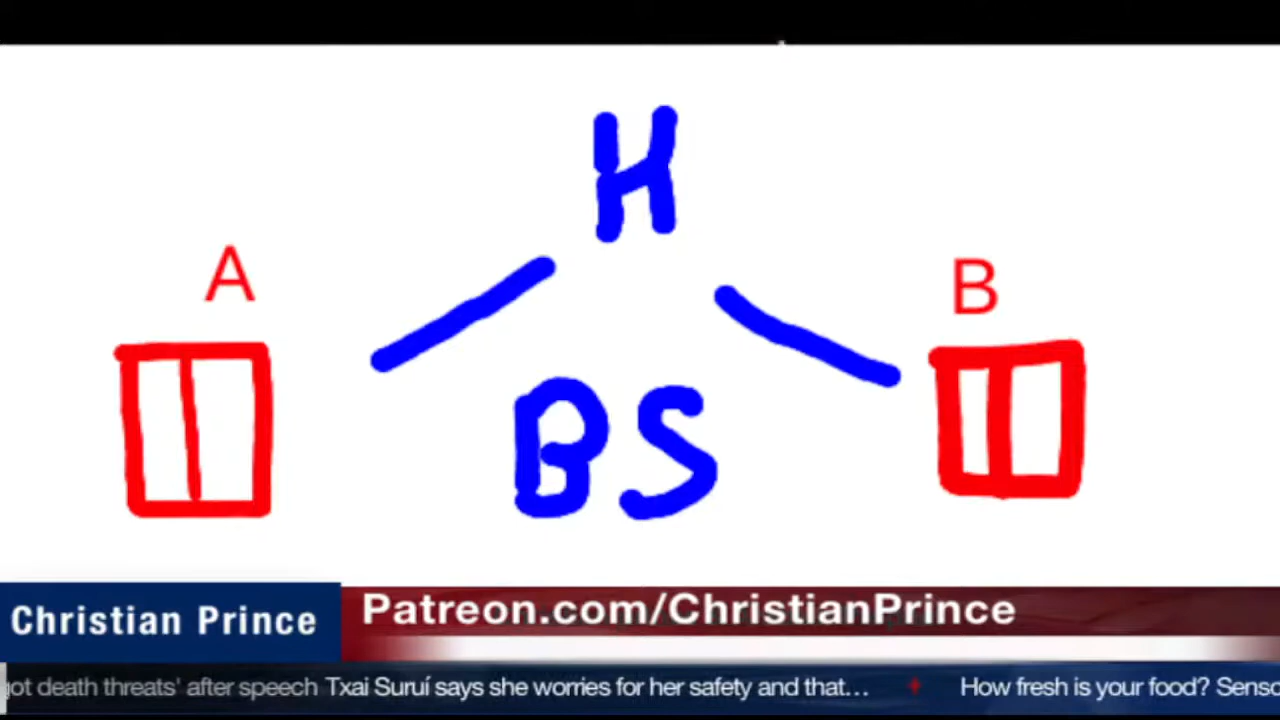 H
A
B
BS
Christian Prince
Patreon.com/ChristianPrince
got death threats' after speech Txai Suruí says she worries for her safety and that... How fresh is your food? Senso